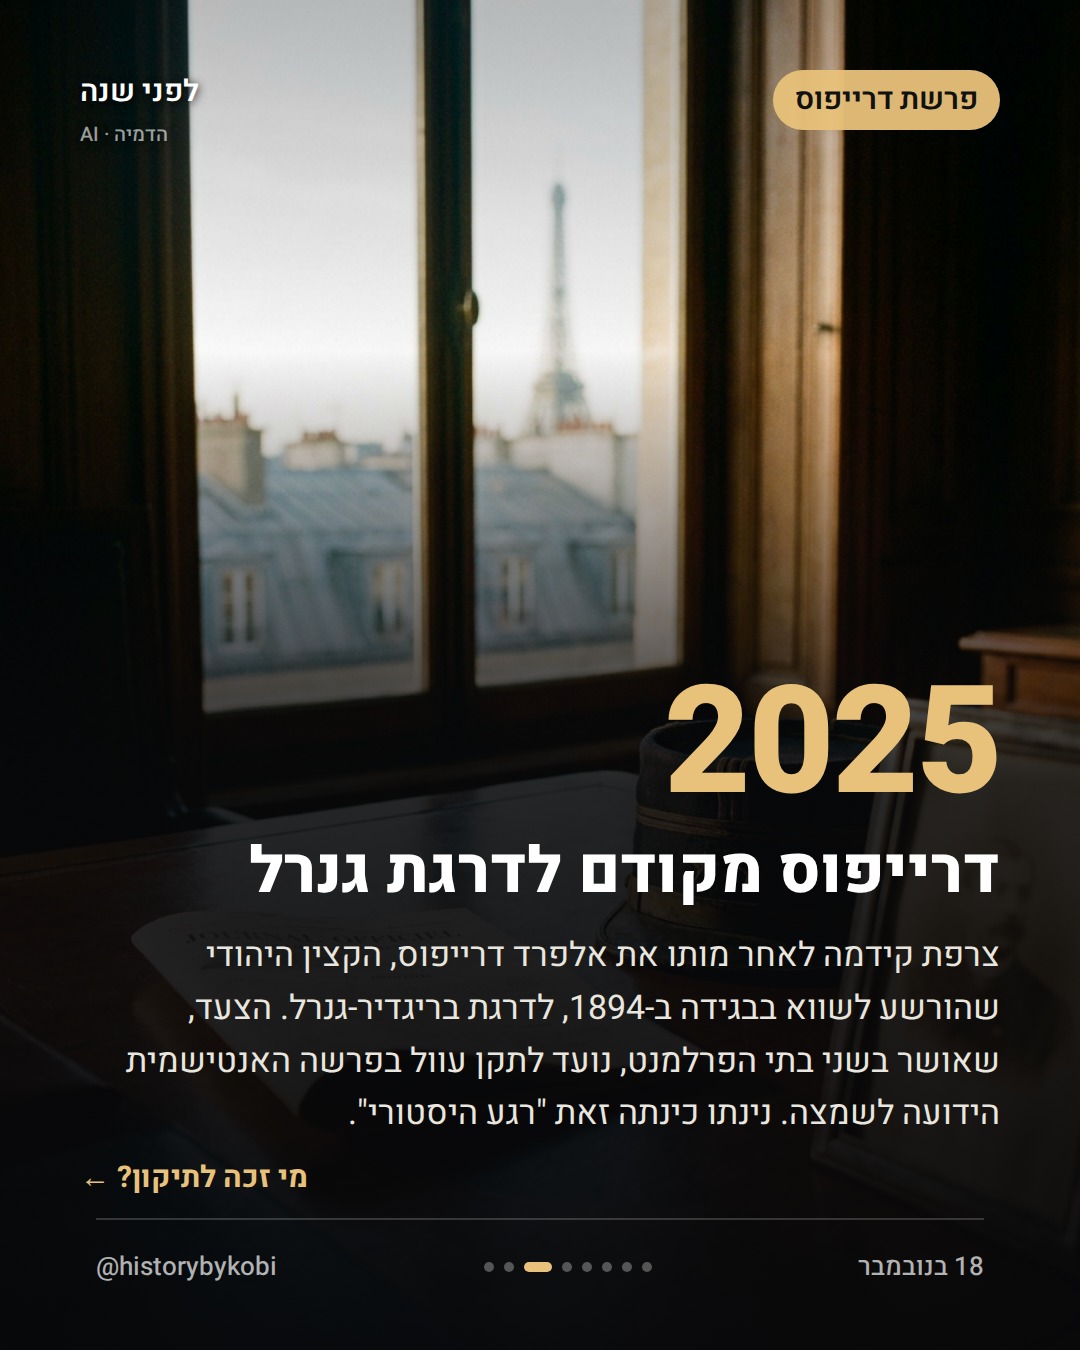 פרשת דרייפוס
לפני שנה
הדמיה · AI
2025
דרייפוס מקודם לדרגת גנרל
צרפת קידמה לאחר מותו את אלפרד דרייפוס, הקצין היהודי
שהורשע לשווא בבגידה ב-1894, לדרגת בריגדיר-גנרל. הצעד,
שאושר בשני בתי הפרלמנט, נועד לתקן עוול בפרשה האנטישמית
הידועה לשמצה. נינתו כינתה זאת "רגע היסטורי".
מי זכה לתיקון? ←
18 בנובמבר
@historybykobi